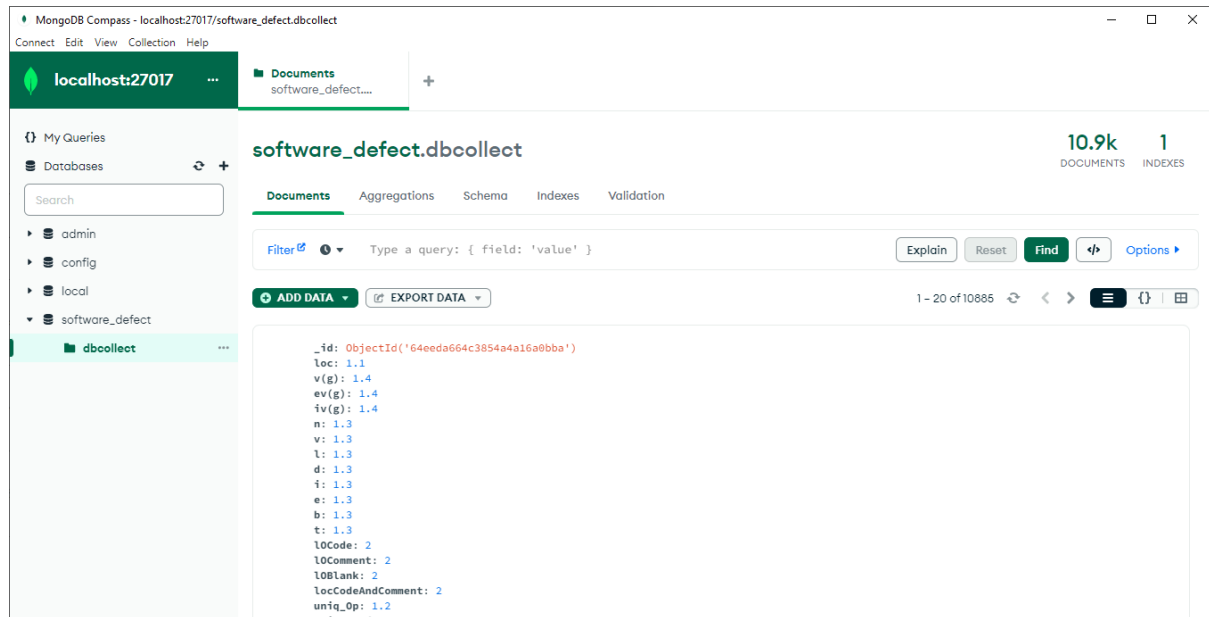 MongoDB Compass - localhost:27017/software_defect.dbcollect
Connect Edit View Collection Help
localhost:27017 ...
Documents
software_defect....
{} My Queries
Databases
Search
admin
config
local
software_defect
dbcollect ...
software_defect.dbcollect
10.9k
DOCUMENTS
1
INDEXES
Documents Aggregations Schema Indexes Validation
Filter Type a query: { field: 'value' } Explain Reset Find </> Options
ADD DATA EXPORT DATA 1 – 20 of 10885 {}
_id: ObjectId('64eeda664c3854a4a16a0bba')
loc: 1.1
v(g): 1.4
ev(g): 1.4
iv(g): 1.4
n: 1.3
v: 1.3
l: 1.3
d: 1.3
i: 1.3
e: 1.3
b: 1.3
t: 1.3
lOCode: 2
lOComment: 2
lOBlank: 2
locCodeAndComment: 2
uniq_Op: 1.2